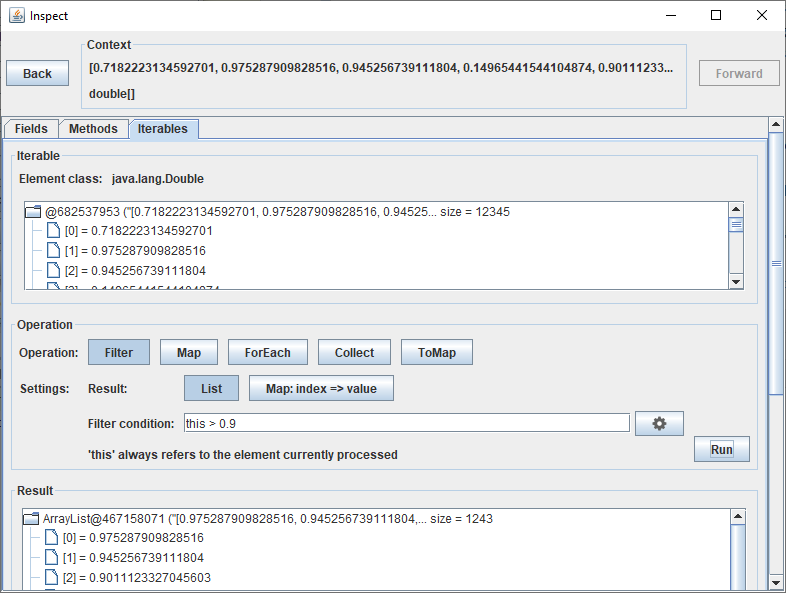 Inspect
Context
Back
[0.7182223134592701, 0.975287909828516, 0.945256739111804, 0.14965441544104874, 0.90111233...
Forward
double[]
Fields Methods Iterables
Iterable
Element class: java.lang.Double
@682537953 ("[0.7182223134592701, 0.975287909828516, 0.94525... size = 12345
[0] = 0.7182223134592701
[1] = 0.975287909828516
[2] = 0.945256739111804
Operation
Operation: Filter Map ForEach Collect ToMap
Settings: Result: List Map: index => value
Filter condition: this > 0.9
'this' always refers to the element currently processed
Run
Result
ArrayList@467158071 ("[0.975287909828516, 0.945256739111804,... size = 1243
[0] = 0.975287909828516
[1] = 0.945256739111804
[2] = 0.9011123327045603